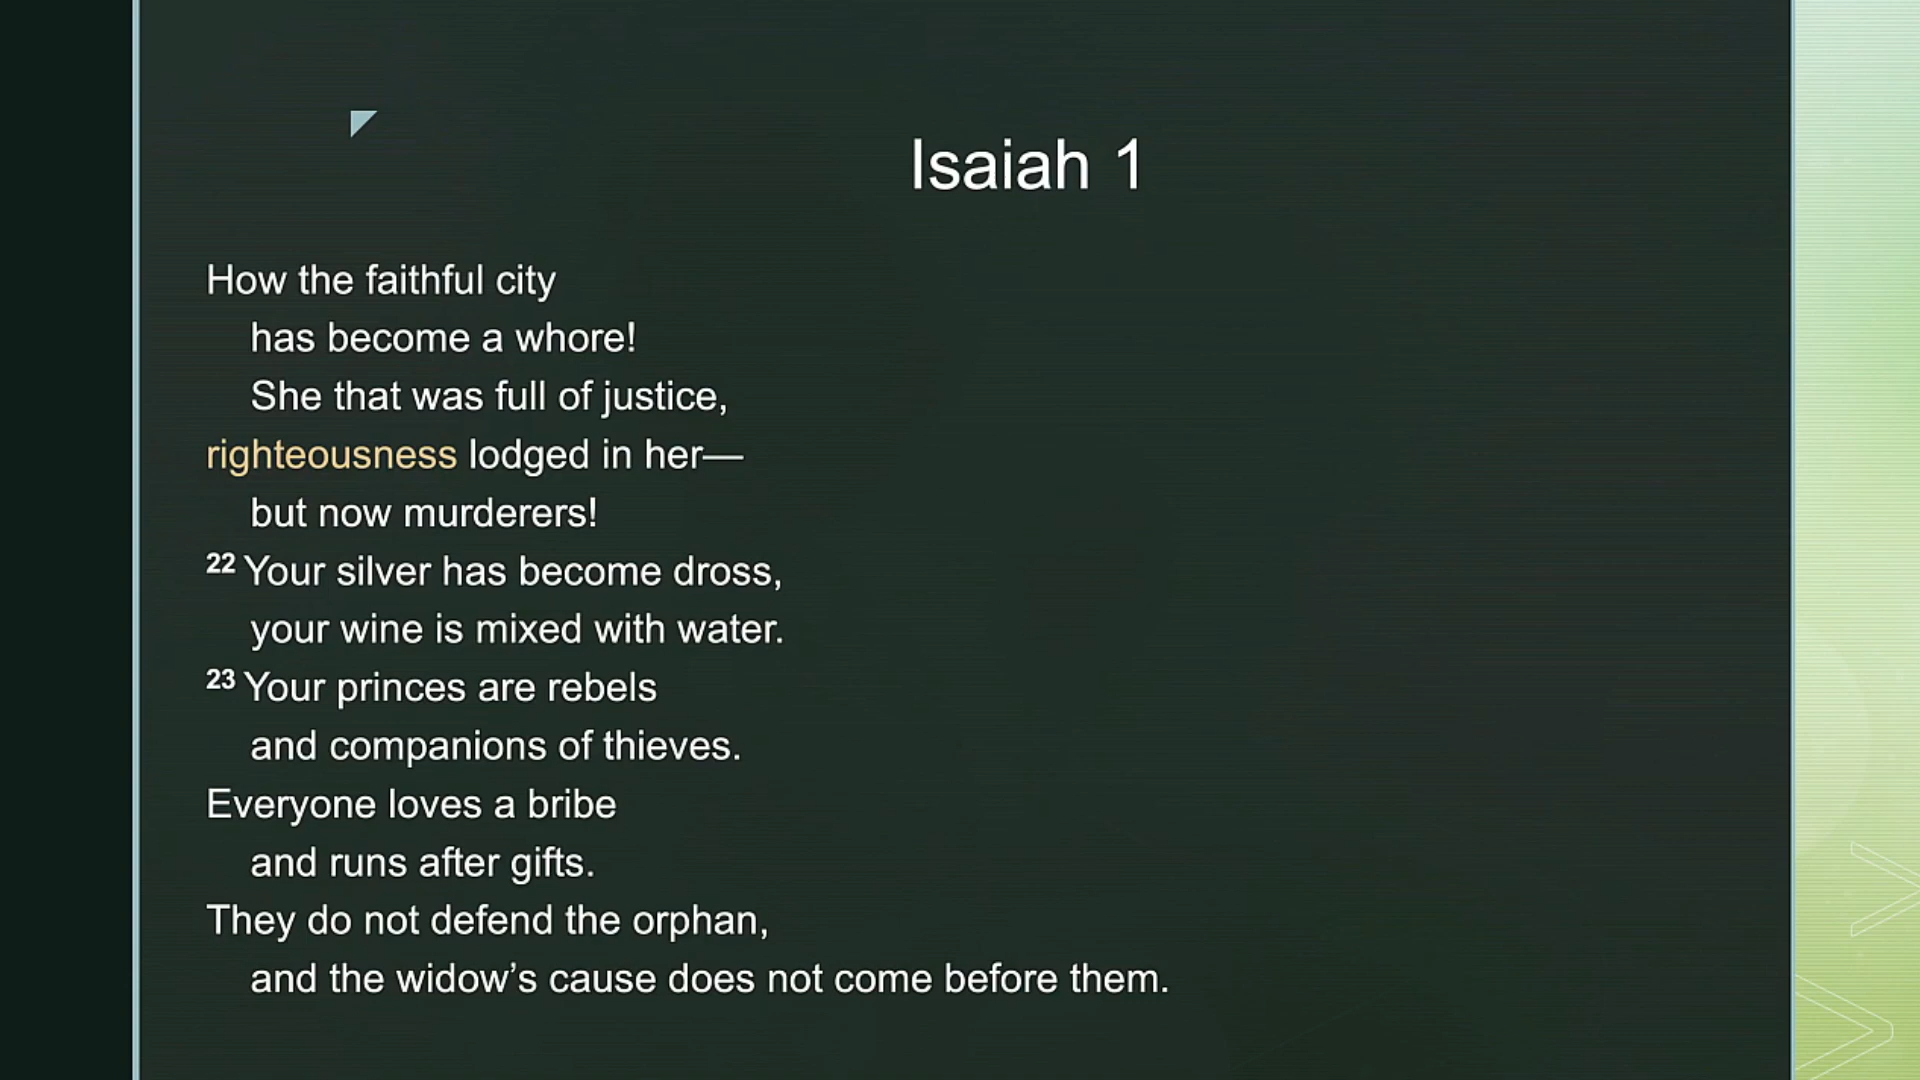 Isaiah 1
How the faithful city
has become a whore!
She that was full of justice,
righteousness lodged in her—
but now murderers!
22 Your silver has become dross,
your wine is mixed with water.
23 Your princes are rebels
and companions of thieves.
Everyone loves a bribe
and runs after gifts.
They do not defend the orphan,
and the widow’s cause does not come before them.